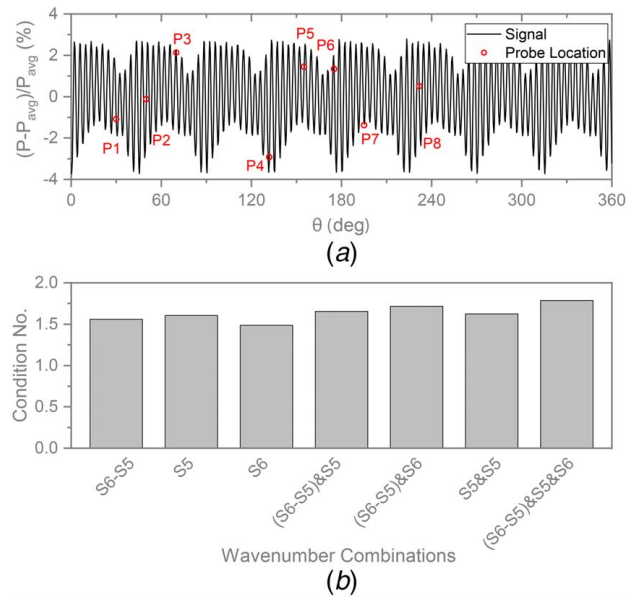 4
2
0
-2
-4
(P-Pavg)/Pavg (%)
Signal
Probe Location
P1
P2
P3
P4
P5
P6
P7
P8
0 60 120 180 240 300 360
θ (deg)
(a)
2.0
1.5
1.0
0.5
0.0
Condition No.
S6-S5
S5
S6
(S6-S5)&S5
(S6-S5)&S6
S5&S5
(S6-S5)&S5&S6
Wavenumber Combinations
(b)